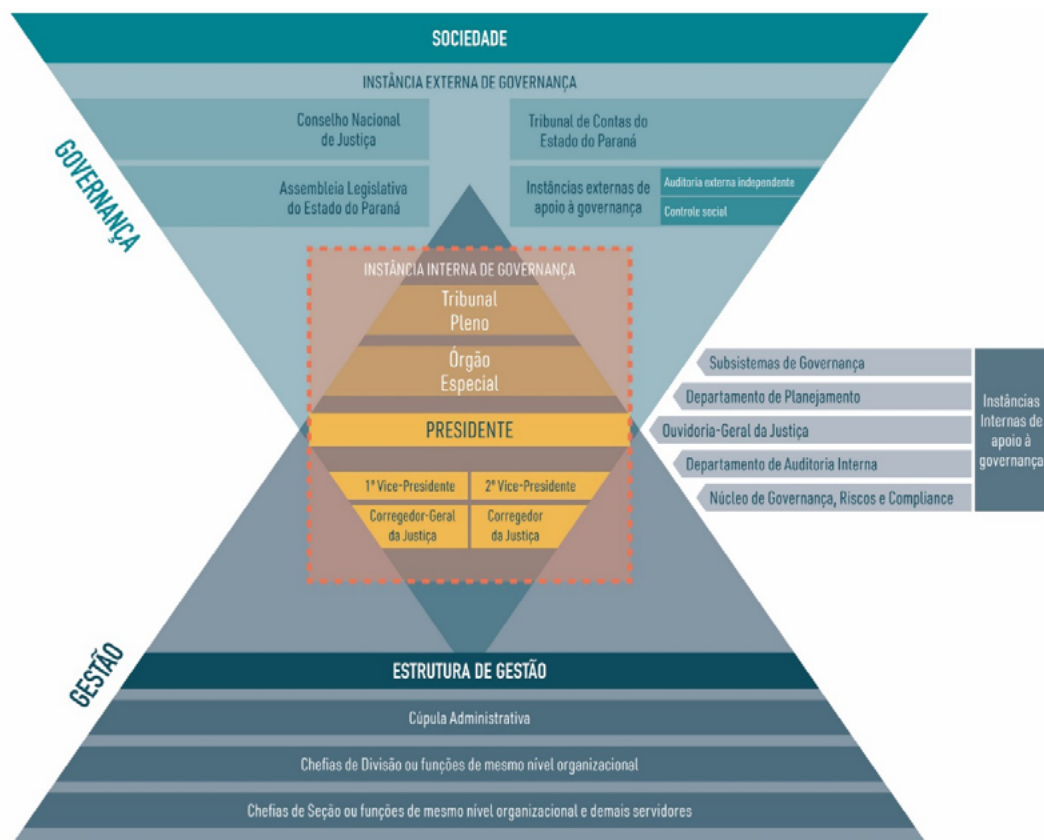 SOCIEDADE
INSTÂNCIA EXTERNA DE GOVERNANÇA
Conselho Nacional
de Justiça
Tribunal de Contas do
Estado do Paraná
Assembleia Legislativa
do Estado do Paraná
Instâncias externas de
apoio à governança
Auditoria externa independente
Controle social
GOVERNANÇA
INSTÂNCIA INTERNA DE GOVERNANÇA
Tribunal
Pleno
Órgão
Especial
PRESIDENTE
1º Vice-Presidente
2º Vice-Presidente
Corregedor-Geral
da Justiça
Corregedor
da Justiça
Subsistemas de Governança
Departamento de Planejamento
Ouvidoria-Geral da Justiça
Departamento de Auditoria Interna
Núcleo de Governança, Riscos e Compliance
Instâncias
Internas de
apoio à
governança
GESTÃO
ESTRUTURA DE GESTÃO
Cúpula Administrativa
Chefias de Divisão ou funções de mesmo nível organizacional
Chefias de Seção ou funções de mesmo nível organizacional e demais servidores